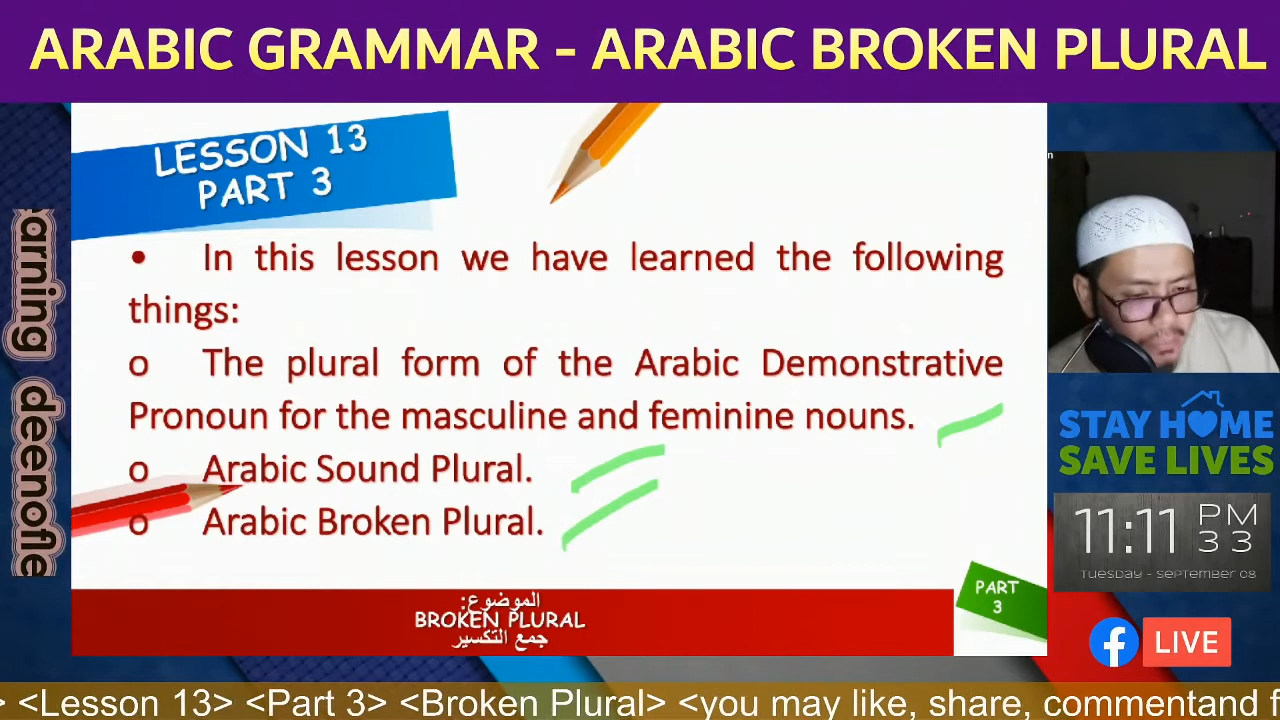 ARABIC GRAMMAR - ARABIC BROKEN PLURAL
LESSON 13
PART 3
• In this lesson we have learned the following
things:
o The plural form of the Arabic Demonstrative
Pronoun for the masculine and feminine nouns.
o Arabic Sound Plural.
o Arabic Broken Plural.
الموضوع:
BROKEN PLURAL
جمع التكسير
PART
3
arning deenofle
STAY HOME
SAVE LIVES
11:11 PM
33
TUESDAY - SEPTEMBER 08
f LIVE
> <Lesson 13> <Part 3> <Broken Plural> <you may like, share, commentand f